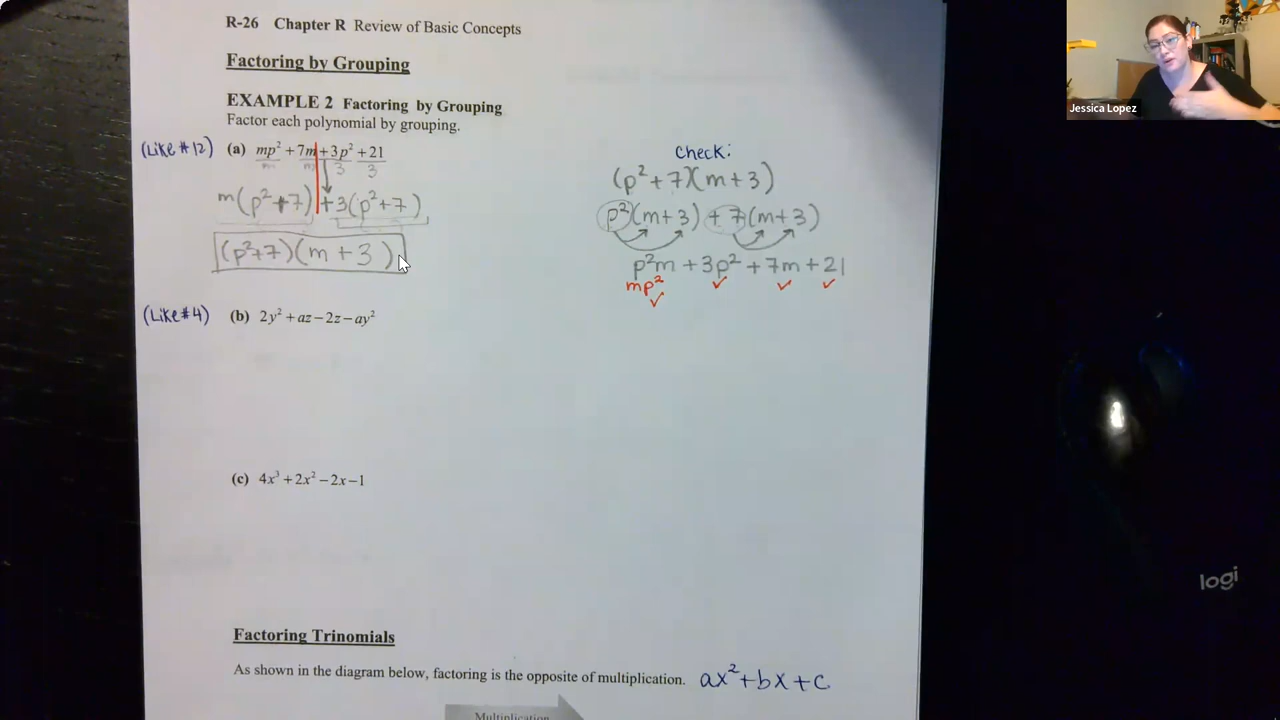 R-26 Chapter R Review of Basic Concepts
Factoring by Grouping
EXAMPLE 2 Factoring by Grouping
Factor each polynomial by grouping.
(Like #12) (a) mp² + 7m + 3p² + 21
m m 3 3
m(p² + 7) + 3(p² + 7)
(p²+7)(m + 3)
check:
(p² + 7)(m + 3)
p²(m + 3) + 7(m + 3)
p²m + 3p² + 7m + 21
mp² ✓ ✓ ✓
✓
(Like #4) (b) 2y² + az – 2z – ay²
(c) 4x³ + 2x² – 2x – 1
Factoring Trinomials
As shown in the diagram below, factoring is the opposite of multiplication. ax² + bx + c
Multiplication
Jessica Lopez
logi